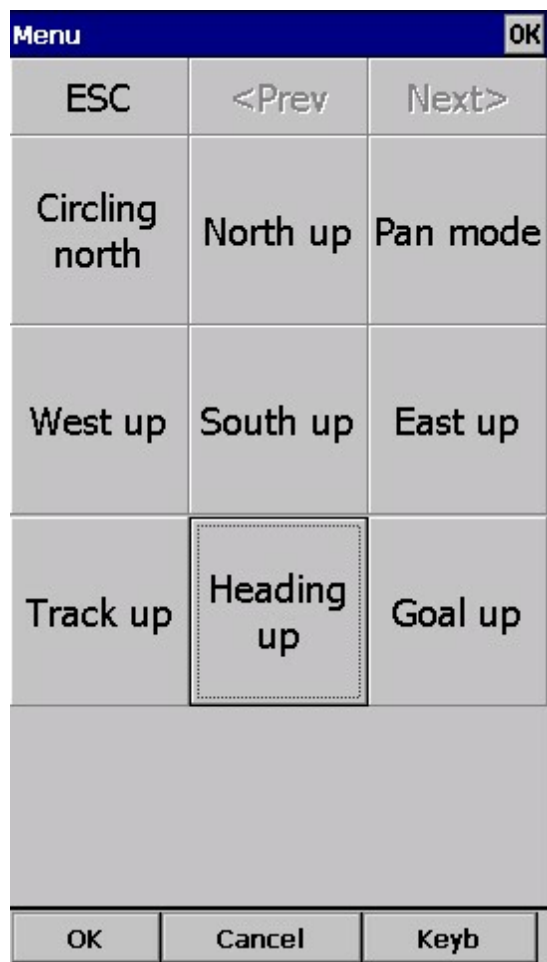 Menu OK
ESC <Prev Next>
Circling
north
North up Pan mode
West up South up East up
Track up
Heading
up
Goal up
OK Cancel Keyb